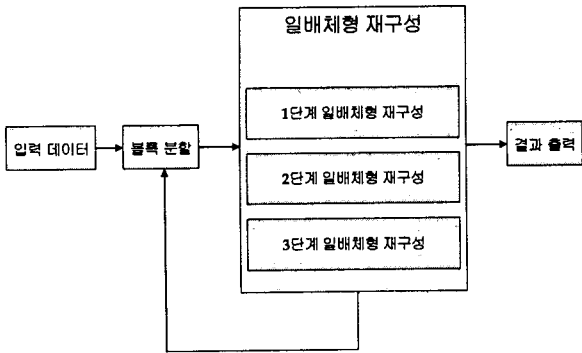 일배체형 재구성
1단계 일배체형 재구성
입력 데이터
블록 분할
결과 출력
2단계 일배체형 재구성
3단계 일배체형 재구성